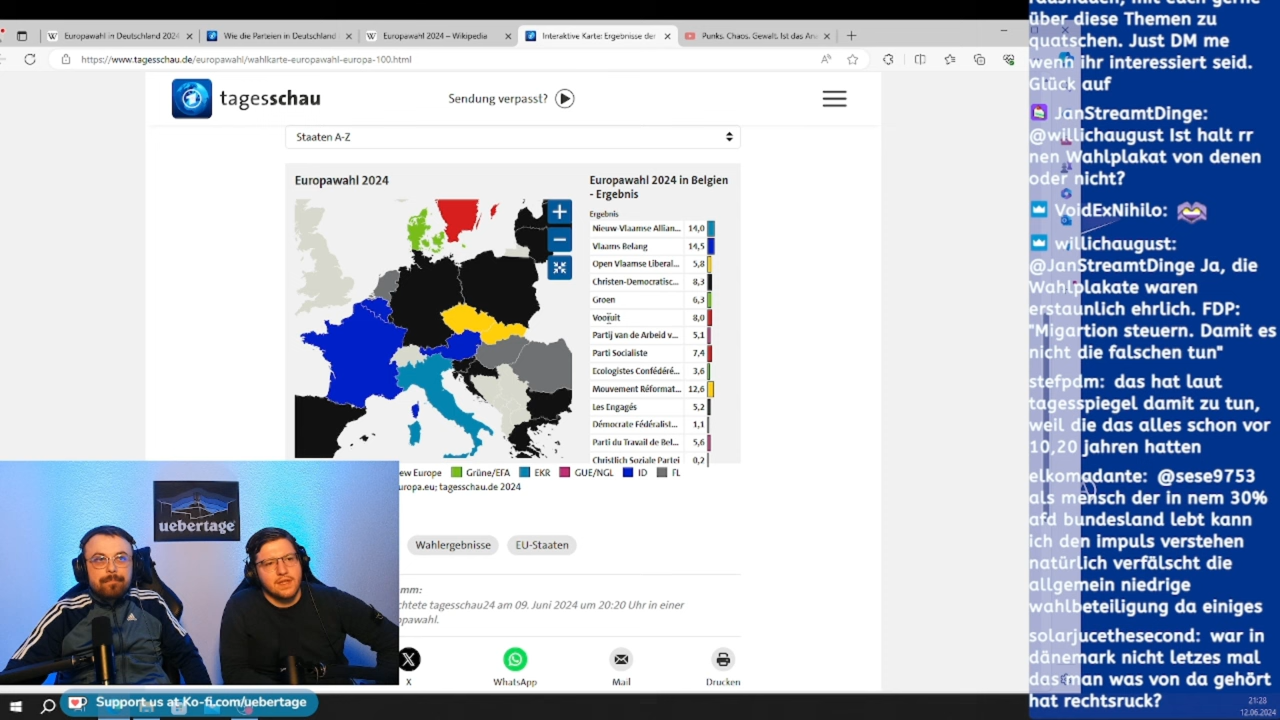 Europawahl in Deutschland 2024
Wie die Parteien in Deutschland
Europawahl 2024 – Wikipedia
Interaktive Karte: Ergebnisse der
Punks. Chaos. Gewalt. Ist das An
https://www.tagesschau.de/europawahl/wahlkarte-europawahl-europa-100.html
tagesschau
Sendung verpasst?
Staaten A-Z
Europawahl 2024
Europawahl 2024 in Belgien
- Ergebnis
Ergebnis
Nieuw Vlaamse Allian... 14,0
Vlaams Belang 14,5
Open Vlaamse Liberal... 5,8
Christen-Democratisc... 8,3
Groen 6,3
Vooruit 8,0
Partij van de Arbeid v... 5,1
Parti Socialiste 7,4
Ecologistes Confédéré... 3,6
Mouvement Réformat... 12,6
Les Engagés 5,2
Démocrate Fédéralist... 1,1
Parti du Travail de Bel... 5,6
Christlich Soziale Partei 0,2
ew Europe Grüne/EFA EKR GUE/NGL ID FL
uropa.eu; tagesschau.de 2024
Wahlergebnisse
EU-Staaten
mm:
chtete tagesschau24 am 09. Juni 2024 um 20:20 Uhr in einer
opawahl.
X
WhatsApp
Mail
Drucken
uebertage
Support us at Ko-fi.com/uebertage
über diese Themen zu
quatschen. Just DM me
wenn ihr interessiert seid.
Glück auf
JanStreamtDinge:
@willichaugust Ist halt rr
nen Wahlplakat von denen
oder nicht?
VoidExNihilo:
willichaugust:
@JanStreamtDinge Ja, die
Wahlplakate waren
erstaunlich ehrlich. FDP:
"Migartion steuern. Damit es
nicht die falschen tun"
stefpdm: das hat laut
tagesspiegel damit zu tun,
weil die das alles schon vor
10,20 jahren hatten
elkomadante: @sese9753
als mensch der in nem 30%
afd bundesland lebt kann
ich den impuls verstehen
natürlich verfälscht die
allgemein niedrige
wahlbeteiligung da einiges
solarjucethesecond: war in
dänemark nicht letzes mal
das man was von da gehört
hat rechtsruck?
21:28
12.06.2024